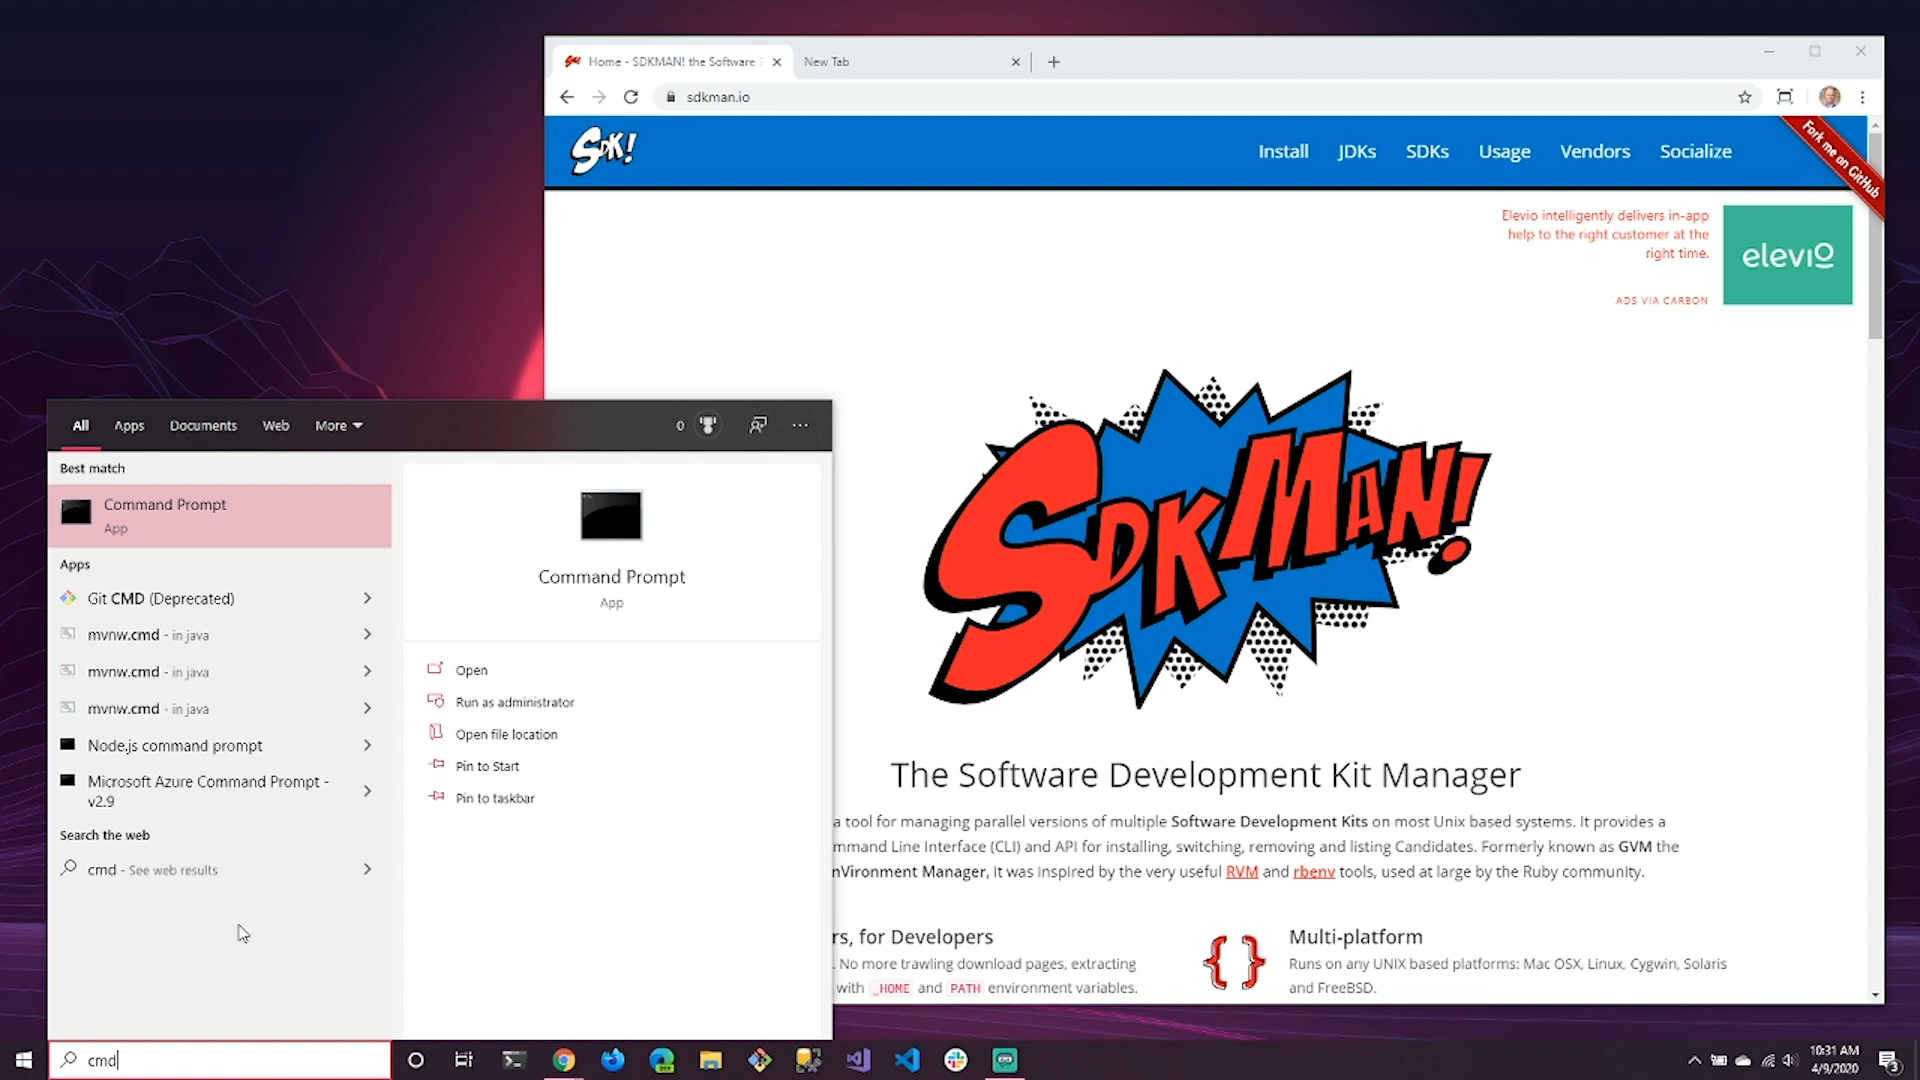 Home - SDKMAN! the Software
New Tab
sdkman.io
SDK!
Install
JDKs
SDKs
Usage
Vendors
Socialize
Fork me on GitHub
Elevio intelligently delivers in-app
help to the right customer at the
right time.
ADS VIA CARBON
elevio
SDKMAN!
The Software Development Kit Manager
a tool for managing parallel versions of multiple Software Development Kits on most Unix based systems. It provides a
mmand Line Interface (CLI) and API for installing, switching, removing and listing Candidates. Formerly known as GVM the
nVironment Manager, it was inspired by the very useful RVM and rbenv tools, used at large by the Ruby community.
rs, for Developers
. No more trawling download pages, extracting
with _HOME and PATH environment variables.
Multi-platform
Runs on any UNIX based platforms: Mac OSX, Linux, Cygwin, Solaris
and FreeBSD.
All
Apps
Documents
Web
More
0
Best match
Command Prompt
App
Apps
Git CMD (Deprecated)
mvnw.cmd - in java
mvnw.cmd - in java
mvnw.cmd - in java
Node.js command prompt
Microsoft Azure Command Prompt -
v2.9
Search the web
cmd - See web results
Command Prompt
App
Open
Run as administrator
Open file location
Pin to Start
Pin to taskbar
cmd
DEV
10:31 AM
4/9/2020
3